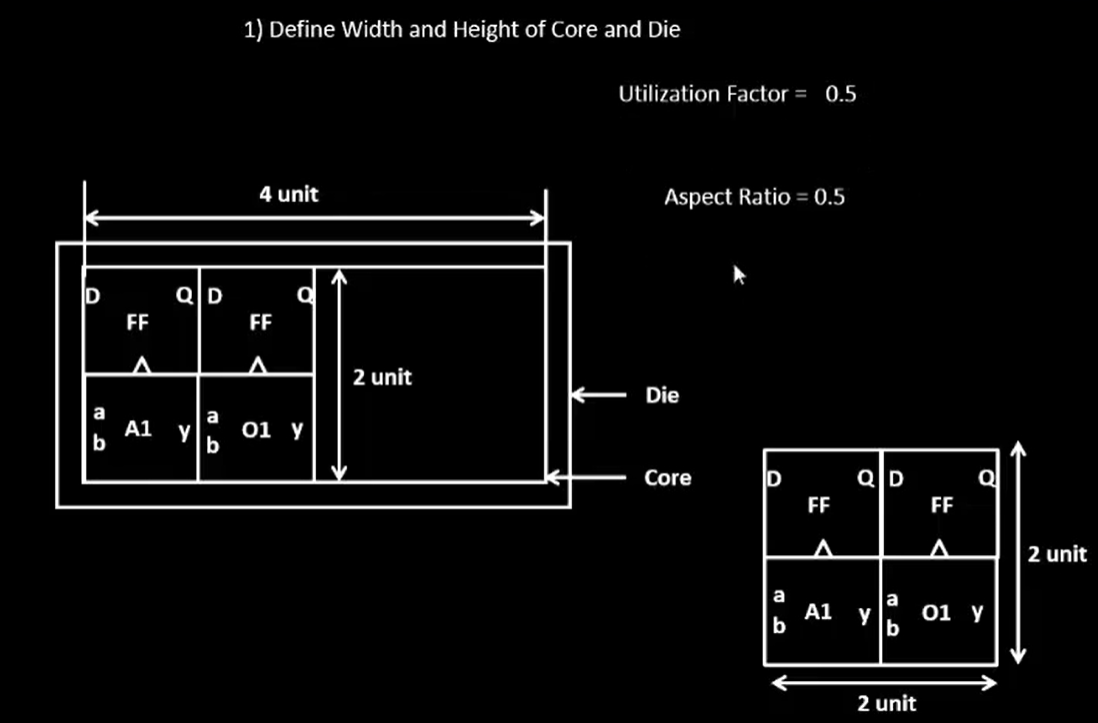 1) Define Width and Height of Core and Die
Utilization Factor = 0.5
4 unit
Aspect Ratio = 0.5
D Q D Q
FF FF
2 unit
a A1 y a O1 y
b b
Die
Core
D Q D Q
FF FF
2 unit
a A1 y a O1 y
b b
2 unit